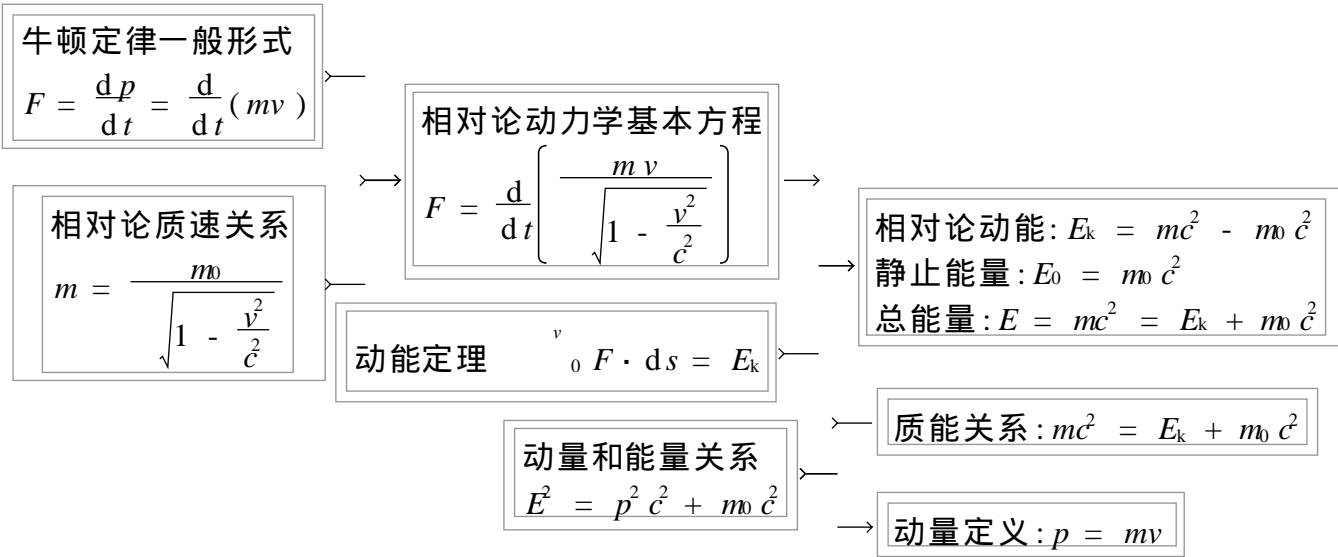 牛顿定律一般形式
F = dp/dt = d/dt (mv)
相对论质速关系
m = m₀ / √(1 - v²/c²)
相对论动力学基本方程
F = d/dt [ m v / √(1 - v²/c²) ]
动能定理 ᵛ₀ F · ds = Eₖ
相对论动能: Eₖ = mc² - m₀c²
静止能量: E₀ = m₀c²
总能量: E = mc² = Eₖ + m₀c²
动量和能量关系
E² = p²c² + m₀c²
质能关系: mc² = Eₖ + m₀c²
动量定义: p = mv